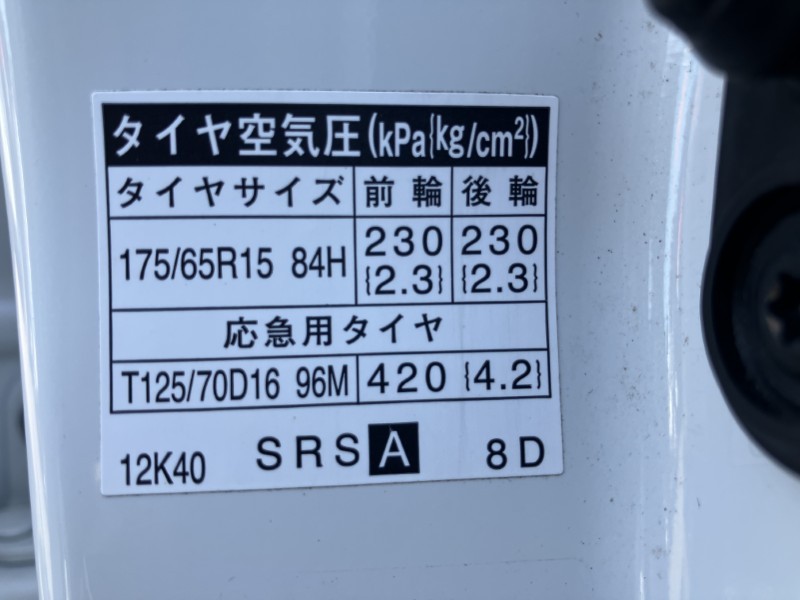 タイヤ空気圧(kPa{kg/cm²})
タイヤサイズ 前輪 後輪
175/65R15 84H 230 {2.3} 230 {2.3}
応急用タイヤ
T125/70D16 96M 420 {4.2}
12K40 SRS A 8D